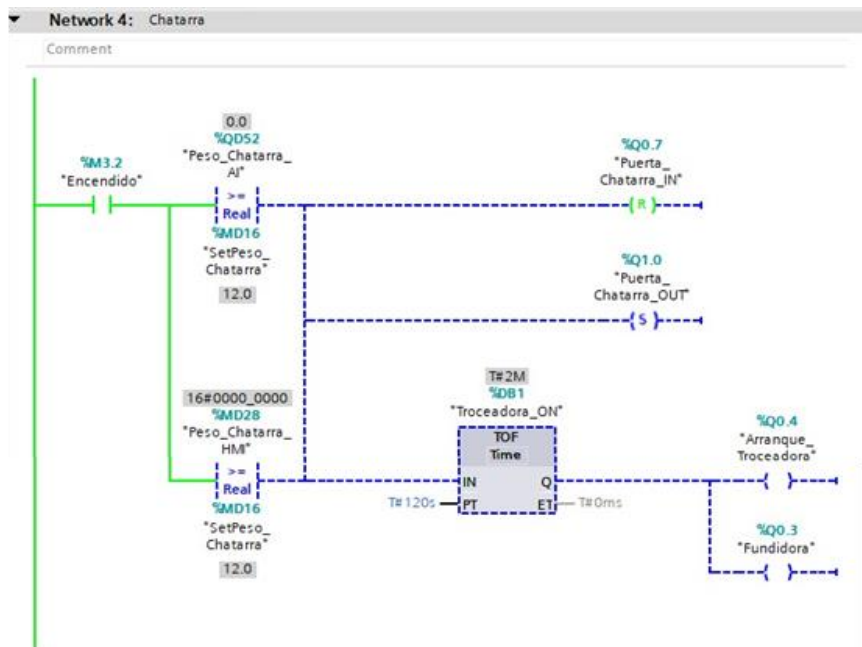 Network 4: Chatarra
Comment
%M3.2
"Encendido"
0.0
%QD52
"Peso_Chatarra_
AI"
>=
Real
%MD16
"SetPeso_
Chatarra"
12.0
%Q0.7
"Puerta_
Chatarra_IN"
R
%Q1.0
"Puerta_
Chatarra_OUT"
S
16#0000_0000
%MD28
"Peso_Chatarra_
HMI"
>=
Real
%MD16
"SetPeso_
Chatarra"
12.0
T#2M
%DB1
"Troceadora_ON"
TOF
Time
IN Q
T#120s PT ET T#0ms
%Q0.4
"Arranque_
Troceadora"
%Q0.3
"Fundidora"